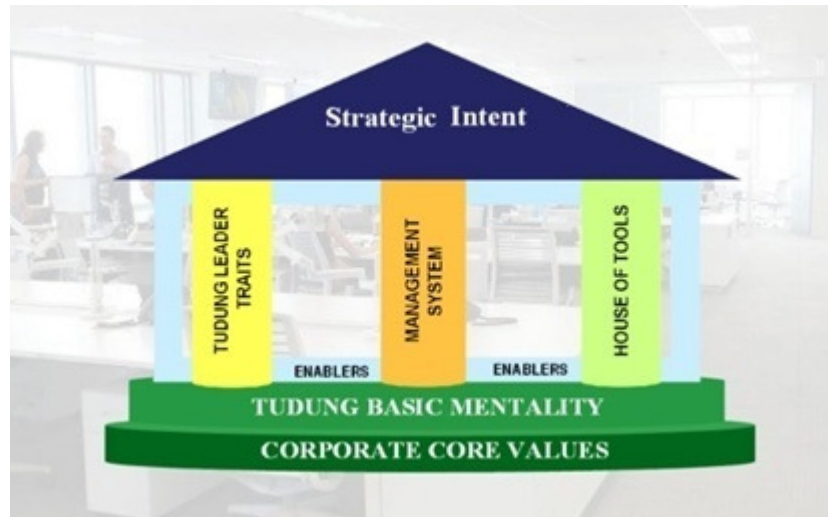 Strategic Intent
TUDUNG LEADER
TRAITS
MANAGEMENT
SYSTEM
HOUSE OF TOOLS
ENABLERS
ENABLERS
TUDUNG BASIC MENTALITY
CORPORATE CORE VALUES